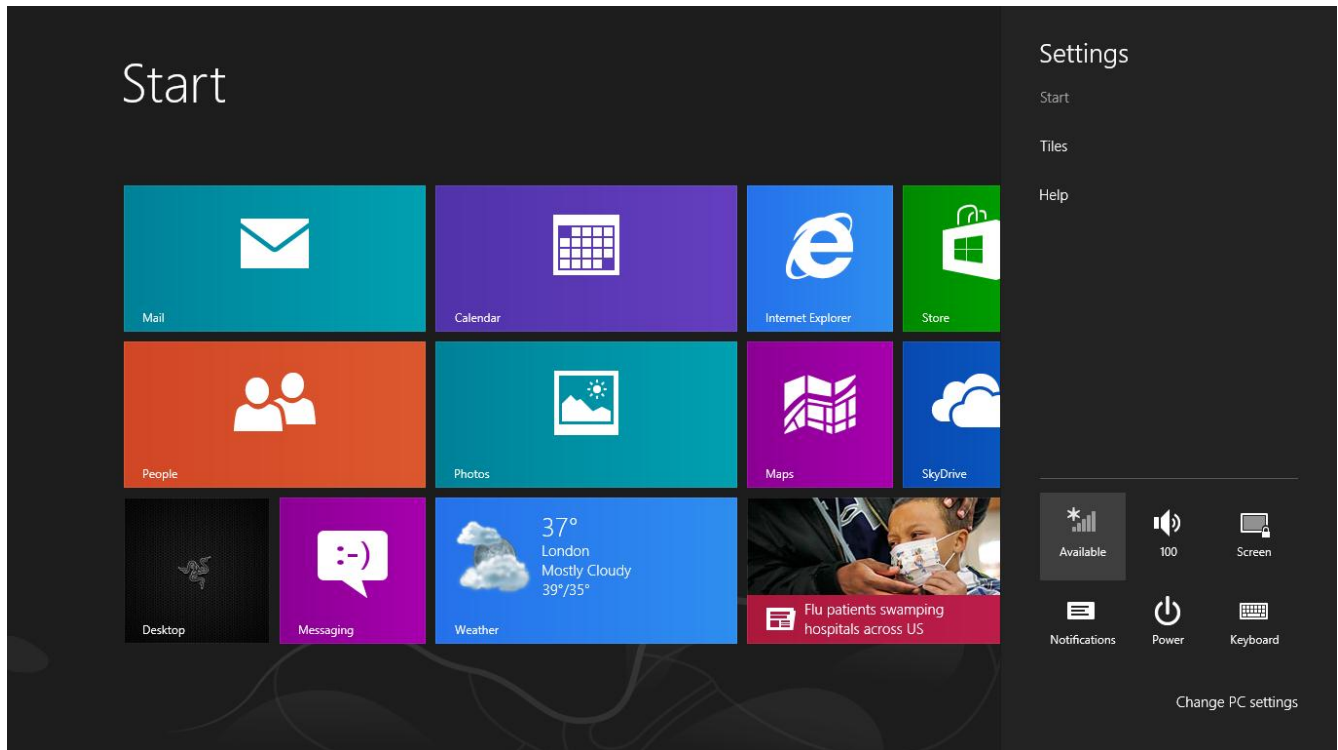 Start
Mail
Calendar
Internet Explorer
Store
People
Photos
Maps
SkyDrive
Desktop
:-)
Messaging
37°
London
Mostly Cloudy
39°/35°
Weather
Flu patients swamping
hospitals across US
Settings
Start
Tiles
Help
Available
100
Screen
Notifications
Power
Keyboard
Change PC settings